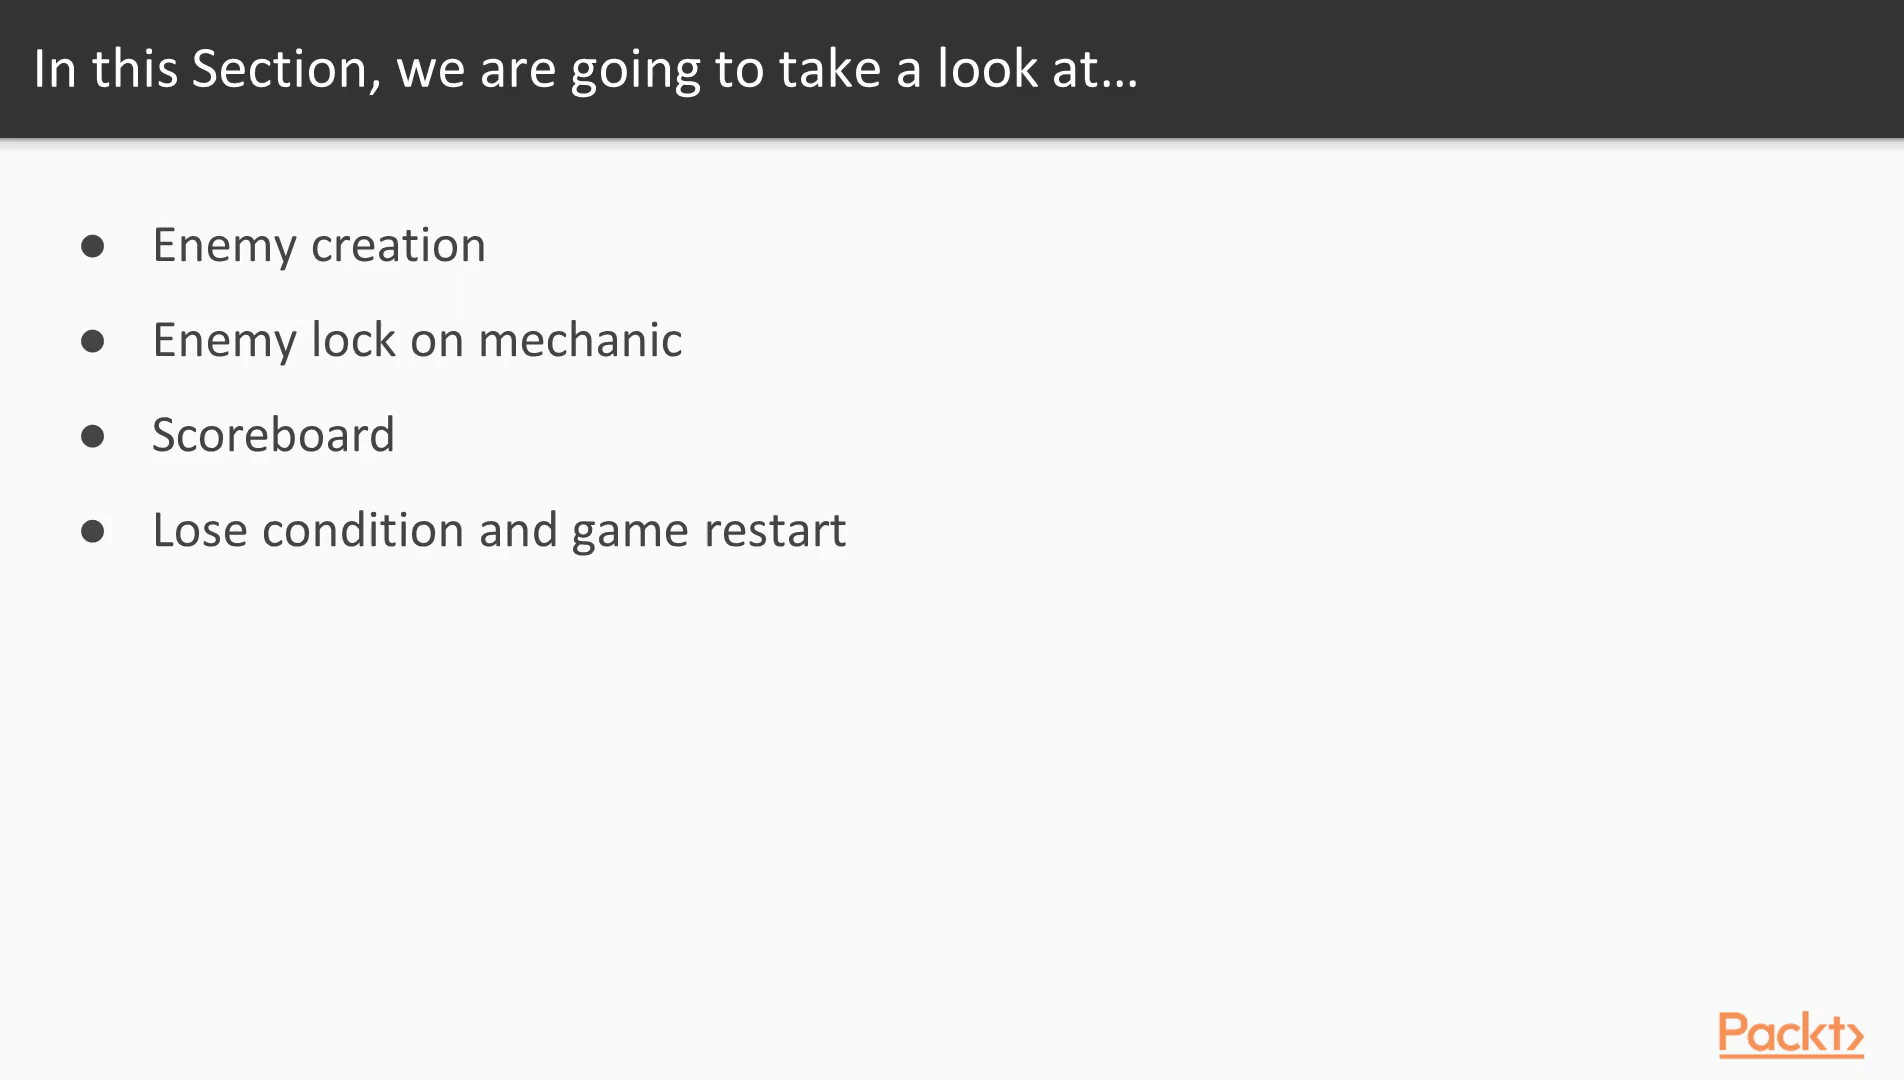 In this Section, we are going to take a look at...
● Enemy creation
● Enemy lock on mechanic
● Scoreboard
● Lose condition and game restart
Packt>